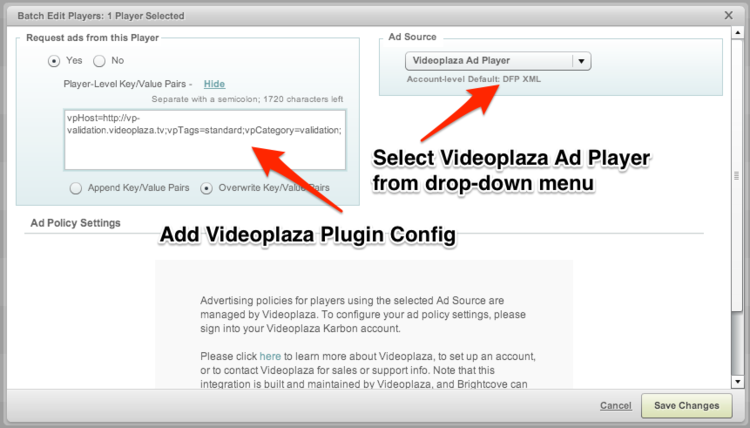 Batch Edit Players: 1 Player Selected
Request ads from this Player
Yes No
Player-Level Key/Value Pairs - Hide
Separate with a semicolon; 1720 characters left
vpHost=http://vp-
validation.videoplaza.tv;vpTags=standard;vpCategory=validation;
Append Key/Value Pairs Overwrite Key/Value Pairs
Ad Source
Videoplaza Ad Player
Account-level Default: DFP XML
Select Videoplaza Ad Player
from drop-down menu
Add Videoplaza Plugin Config
Ad Policy Settings
Advertising policies for players using the selected Ad Source are
managed by Videoplaza. To configure your ad policy settings, please
sign into your Videoplaza Karbon account.
Please click here to learn more about Videoplaza, to set up an account,
or to contact Videoplaza for sales or support info. Note that this
integration is built and maintained by Videoplaza, and Brightcove can
Cancel Save Changes